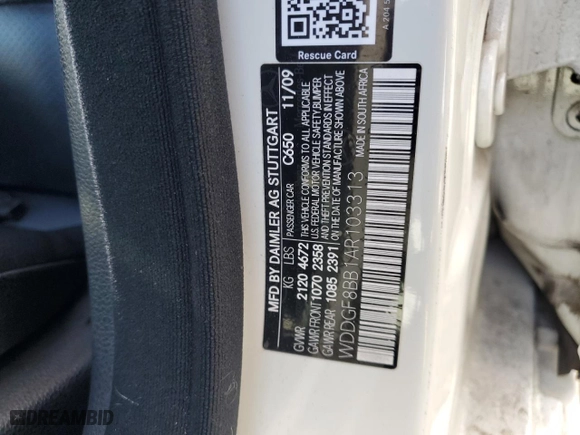 A 204 5
Rescue Card
MFD BY DAIMLER AG STUTTGART
C650 11/09
KG LBS PASSENGER CAR
GVWR 2120 4672 THIS VEHICLE CONFORMS TO ALL APPLICABLE
GAWR FRONT 1070 2358 U.S. FEDERAL MOTOR VEHICLE SAFETY, BUMPER
GAWR REAR 1085 2391 AND THEFT PREVENTION STANDARDS IN EFFECT
ON THE DATE OF MANUFACTURE SHOWN ABOVE
WDDGF8BB1AR103313 MADE IN SOUTH AFRICA
DREAMBID